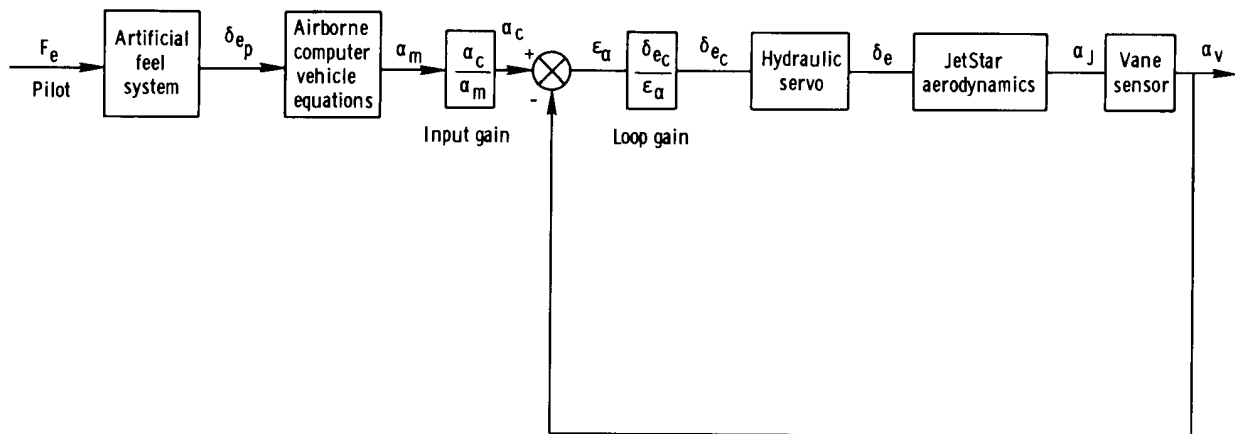 F_e
Pilot
Artificial
feel
system
δ_e_p
Airborne
computer
vehicle
equations
α_m
α_c
α_m
Input gain
α_c
+
-
ε_α
δ_e_c
ε_α
Loop gain
δ_e_c
Hydraulic
servo
δ_e
JetStar
aerodynamics
α_J
Vane
sensor
α_v